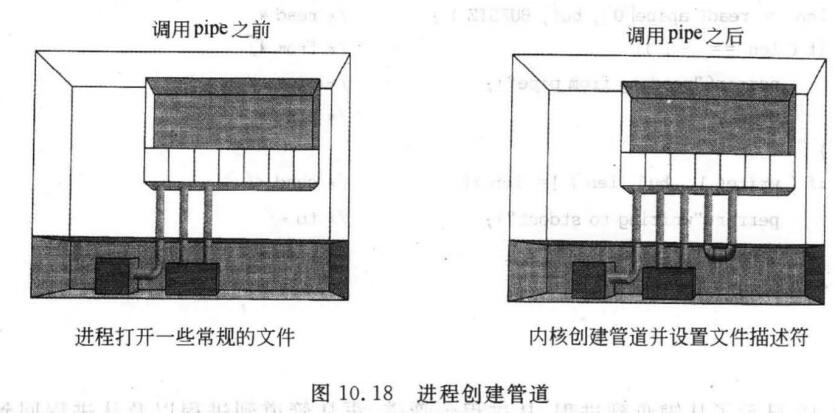 调用pipe之前
调用pipe之后
进程打开一些常规的文件
内核创建管道并设置文件描述符
图 10.18 进程创建管道